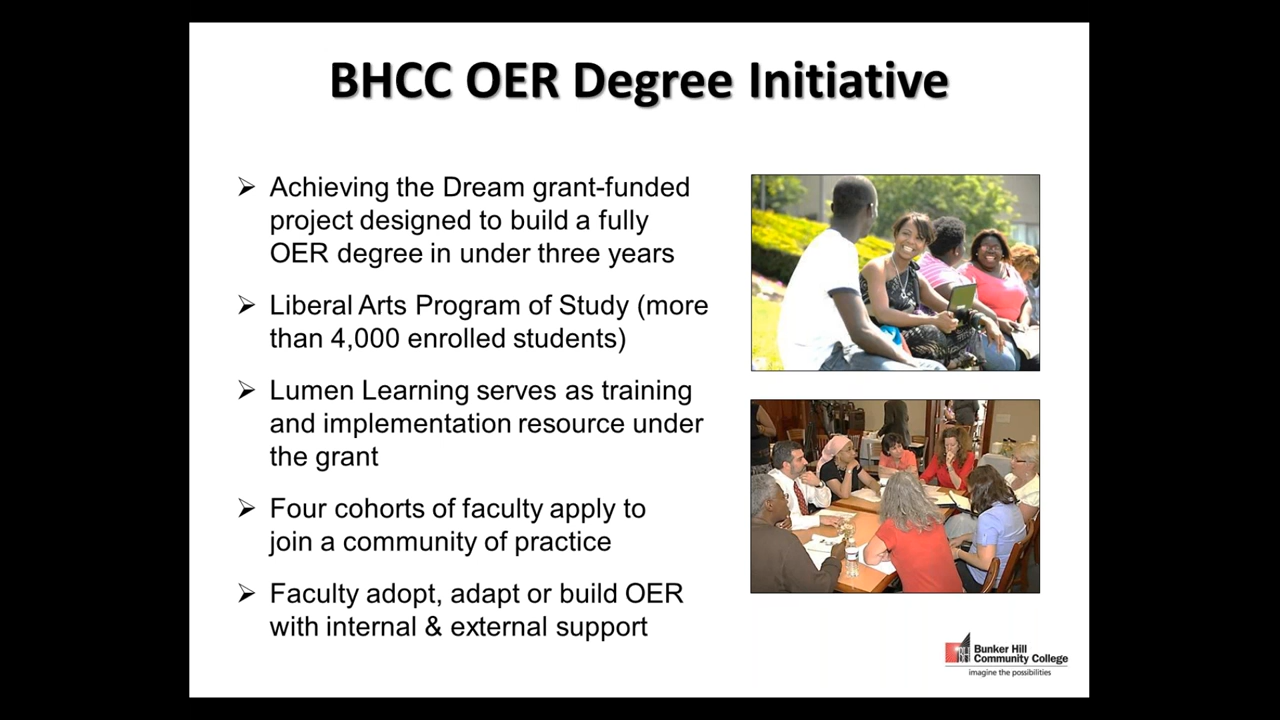 BHCC OER Degree Initiative
➢ Achieving the Dream grant-funded
project designed to build a fully
OER degree in under three years
➢ Liberal Arts Program of Study (more
than 4,000 enrolled students)
➢ Lumen Learning serves as training
and implementation resource under
the grant
➢ Four cohorts of faculty apply to
join a community of practice
➢ Faculty adopt, adapt or build OER
with internal & external support
Bunker Hill
Community College
imagine the possibilities